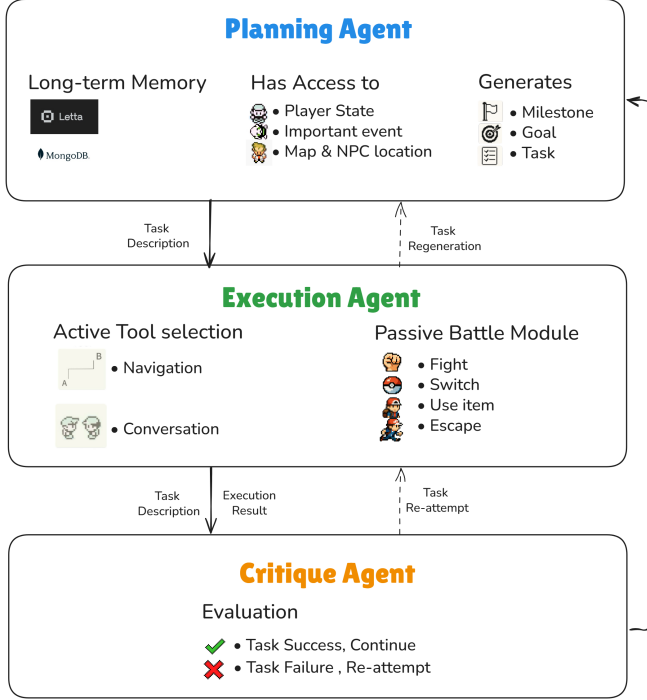 Planning Agent
Long-term Memory
Letta
MongoDB.
Has Access to
• Player State
• Important event
• Map & NPC location
Generates
• Milestone
• Goal
• Task
Task
Description
Task
Regeneration
Execution Agent
Active Tool selection
A
B
• Navigation
• Conversation
Passive Battle Module
• Fight
• Switch
• Use item
• Escape
Task
Description
Execution
Result
Task
Re-attempt
Critique Agent
Evaluation
• Task Success, Continue
• Task Failure , Re-attempt